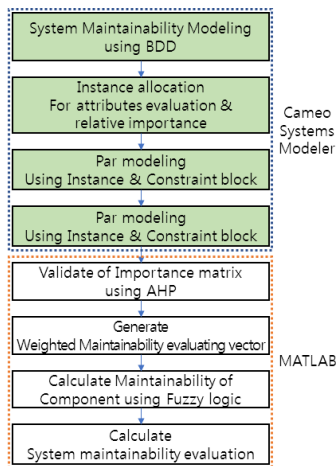 System Maintainability Modeling
using BDD
Instance allocation
For attributes evaluation &
relative importance
Par modeling
Using Instance & Constraint block
Par modeling
Using Instance & Constraint block
Cameo
Systems
Modeler
Validate of Importance matrix
using AHP
Generate
Weighted Maintainability evaluating vector
Calculate Maintainability of
Component using Fuzzy logic
Calculate
System maintainability evaluation
MATLAB